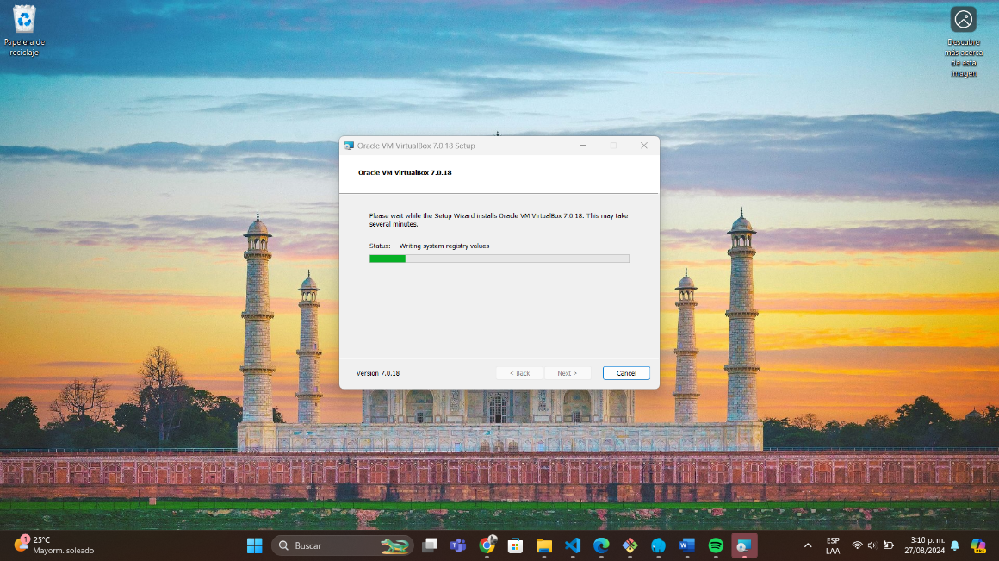 Papelera de
reciclaje
Descubre
más acerca
de esta
imagen
Oracle VM VirtualBox 7.0.18 Setup
Oracle VM VirtualBox 7.0.18
Please wait while the Setup Wizard installs Oracle VM VirtualBox 7.0.18. This may take
several minutes.
Status: Writing system registry values
Version 7.0.18
< Back
Next >
Cancel
1
25°C
Mayorm. soleado
Buscar
ESP
LAA
3:10 p. m.
27/08/2024
PRE